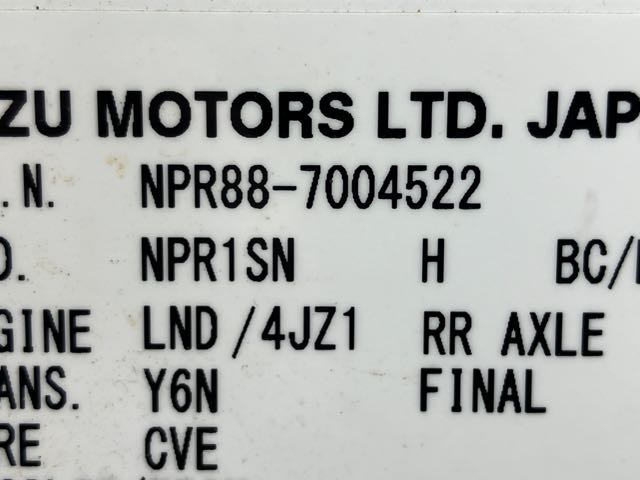 ZU MOTORS LTD. JAP
.N. NPR88-7004522
O. NPR1SN H BC/
GINE LND/4JZ1 RR AXLE
ANS. Y6N FINAL
RE CVE